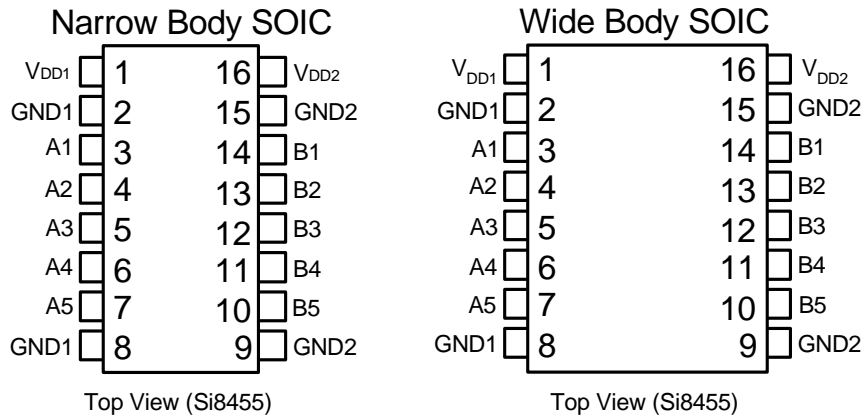 Narrow Body SOIC
VDD1 1 16 VDD2
GND1 2 15 GND2
A1 3 14 B1
A2 4 13 B2
A3 5 12 B3
A4 6 11 B4
A5 7 10 B5
GND1 8 9 GND2
Top View (Si8455)
Wide Body SOIC
VDD1 1 16 VDD2
GND1 2 15 GND2
A1 3 14 B1
A2 4 13 B2
A3 5 12 B3
A4 6 11 B4
A5 7 10 B5
GND1 8 9 GND2
Top View (Si8455)